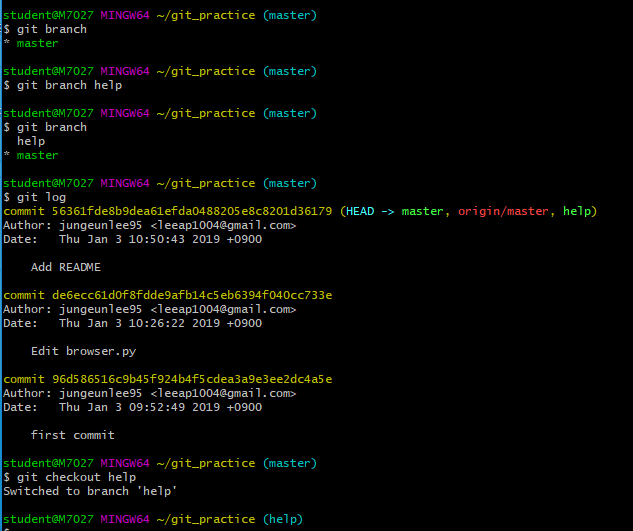 student@M7027 MINGW64 ~/git_practice (master)
$ git branch
* master
student@M7027 MINGW64 ~/git_practice (master)
$ git branch help
student@M7027 MINGW64 ~/git_practice (master)
$ git branch
  help
* master
student@M7027 MINGW64 ~/git_practice (master)
$ git log
commit 56361fde8b9dea61efda0488205e8c8201d36179 (HEAD -> master, origin/master, help)
Author: jungeunlee95 <leeap1004@gmail.com>
Date:   Thu Jan 3 10:50:43 2019 +0900
    Add README
commit de6ecc61d0f8fdde9afb14c5eb6394f040cc733e
Author: jungeunlee95 <leeap1004@gmail.com>
Date:   Thu Jan 3 10:26:22 2019 +0900
    Edit browser.py
commit 96d586516c9b45f924b4f5cdea3a9e3ee2dc4a5e
Author: jungeunlee95 <leeap1004@gmail.com>
Date:   Thu Jan 3 09:52:49 2019 +0900
    first commit
student@M7027 MINGW64 ~/git_practice (master)
$ git checkout help
Switched to branch 'help'
student@M7027 MINGW64 ~/git_practice (help)